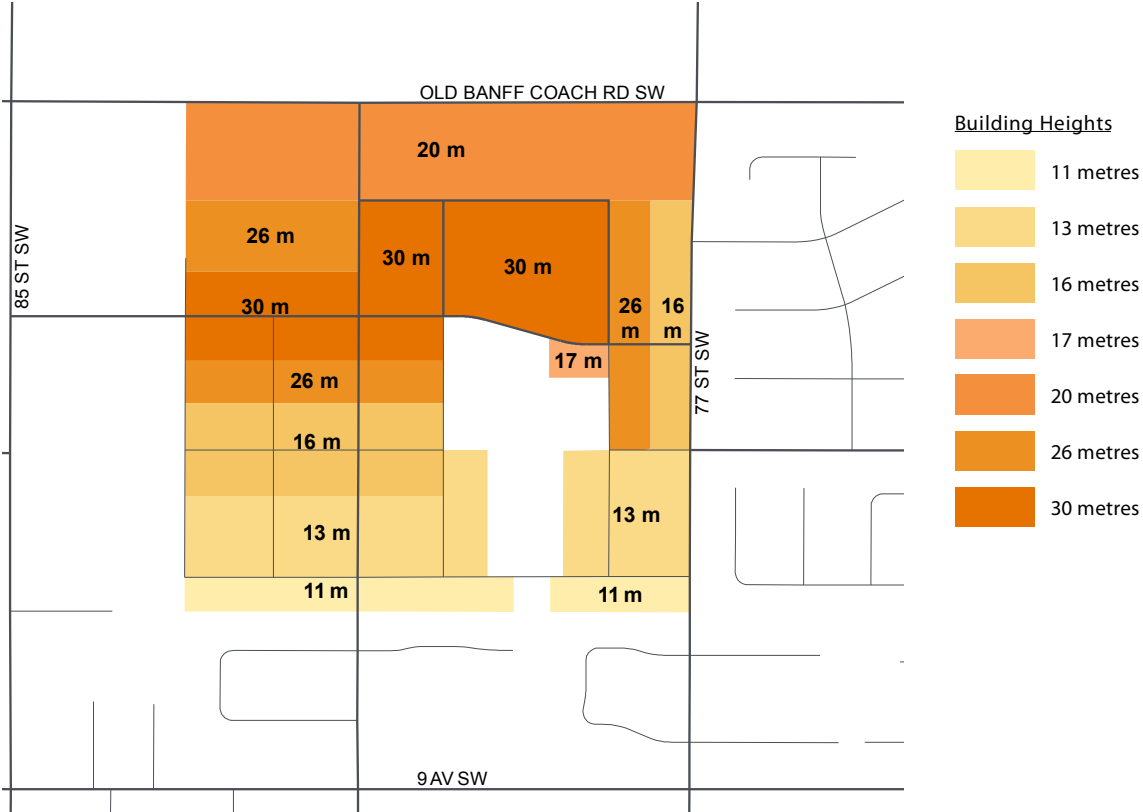 OLD BANFF COACH RD SW
Building Heights
20 m
11 metres
13 metres
85 ST SW
26 m
30 m
30 m
16 metres
30 m
26
m
16
m
17 metres
77 ST SW
17 m
26 m
20 metres
16 m
26 metres
13 m
13 m
30 metres
11 m
11 m
9 AV SW